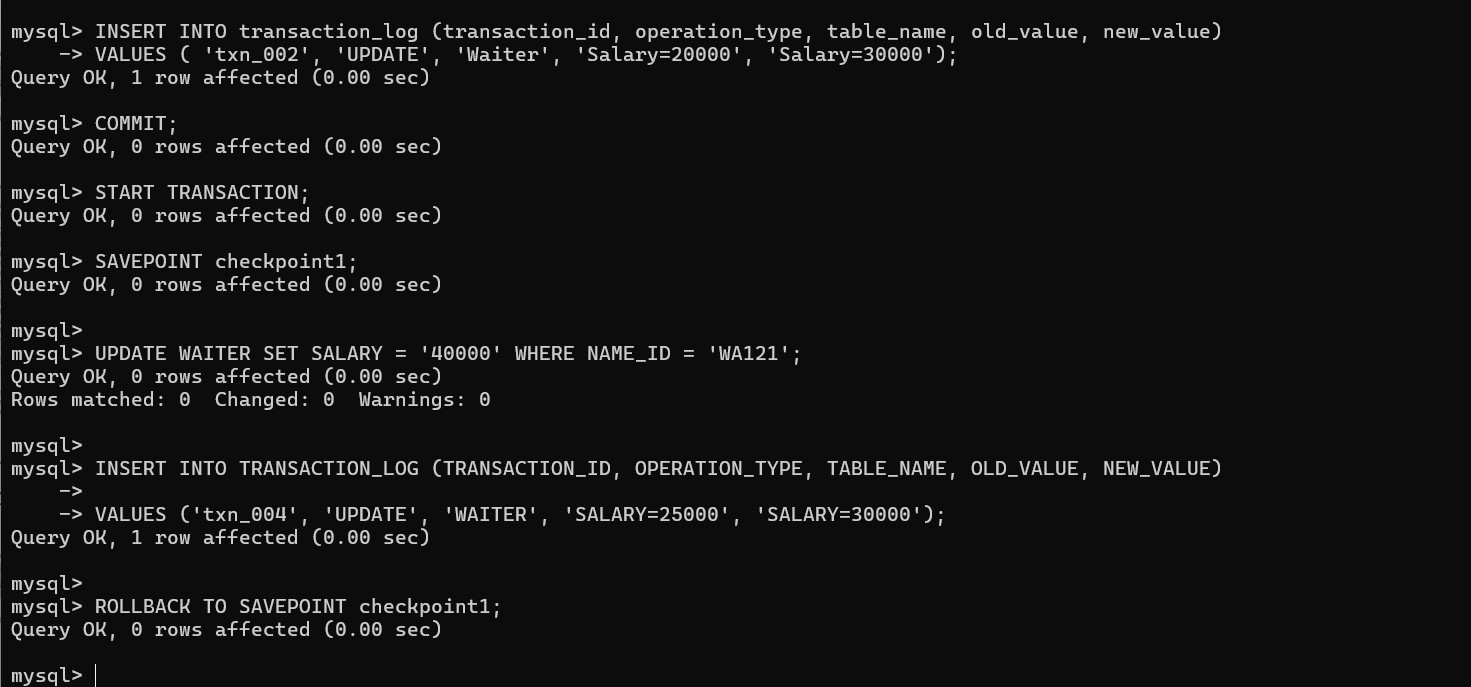 mysql> INSERT INTO transaction_log (transaction_id, operation_type, table_name, old_value, new_value)
    -> VALUES ( 'txn_002', 'UPDATE', 'Waiter', 'Salary=20000', 'Salary=30000');
Query OK, 1 row affected (0.00 sec)

mysql> COMMIT;
Query OK, 0 rows affected (0.00 sec)

mysql> START TRANSACTION;
Query OK, 0 rows affected (0.00 sec)

mysql> SAVEPOINT checkpoint1;
Query OK, 0 rows affected (0.00 sec)

mysql>
mysql> UPDATE WAITER SET SALARY = '40000' WHERE NAME_ID = 'WA121';
Query OK, 0 rows affected (0.00 sec)
Rows matched: 0  Changed: 0  Warnings: 0

mysql>
mysql> INSERT INTO TRANSACTION_LOG (TRANSACTION_ID, OPERATION_TYPE, TABLE_NAME, OLD_VALUE, NEW_VALUE)
    ->
    -> VALUES ('txn_004', 'UPDATE', 'WAITER', 'SALARY=25000', 'SALARY=30000');
Query OK, 1 row affected (0.00 sec)

mysql>
mysql> ROLLBACK TO SAVEPOINT checkpoint1;
Query OK, 0 rows affected (0.00 sec)

mysql>